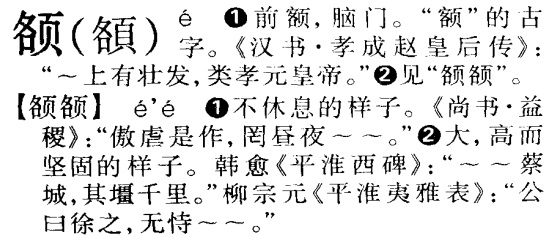 额(頟) é ❶前额，脑门。“额”的古
字。《汉书·孝成赵皇后传》：
“～上有壮发，类孝元皇帝。”❷见“额额”。
【额额】 é'é ❶不休息的样子。《尚书·益
稷》：“傲虐是作，罔昼夜～～。”❷大，高而
坚固的样子。韩愈《平淮西碑》：“～～蔡
城，其壃千里。”柳宗元《平淮夷雅表》：“公
曰徐之，无恃～～。”